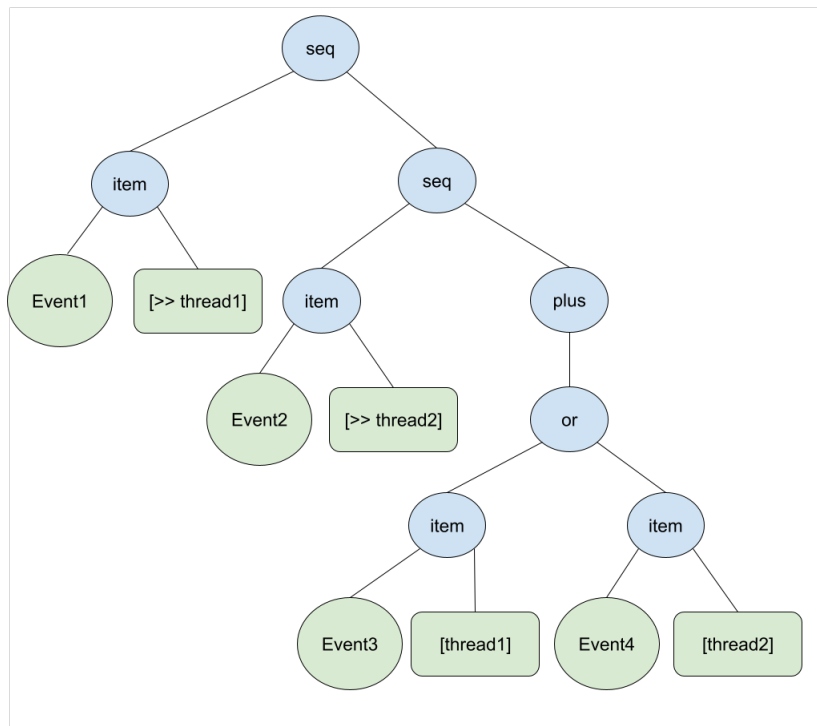 seq
item
seq
Event1
[>> thread1]
item
plus
Event2
[>> thread2]
or
item
item
Event3
[thread1]
Event4
[thread2]